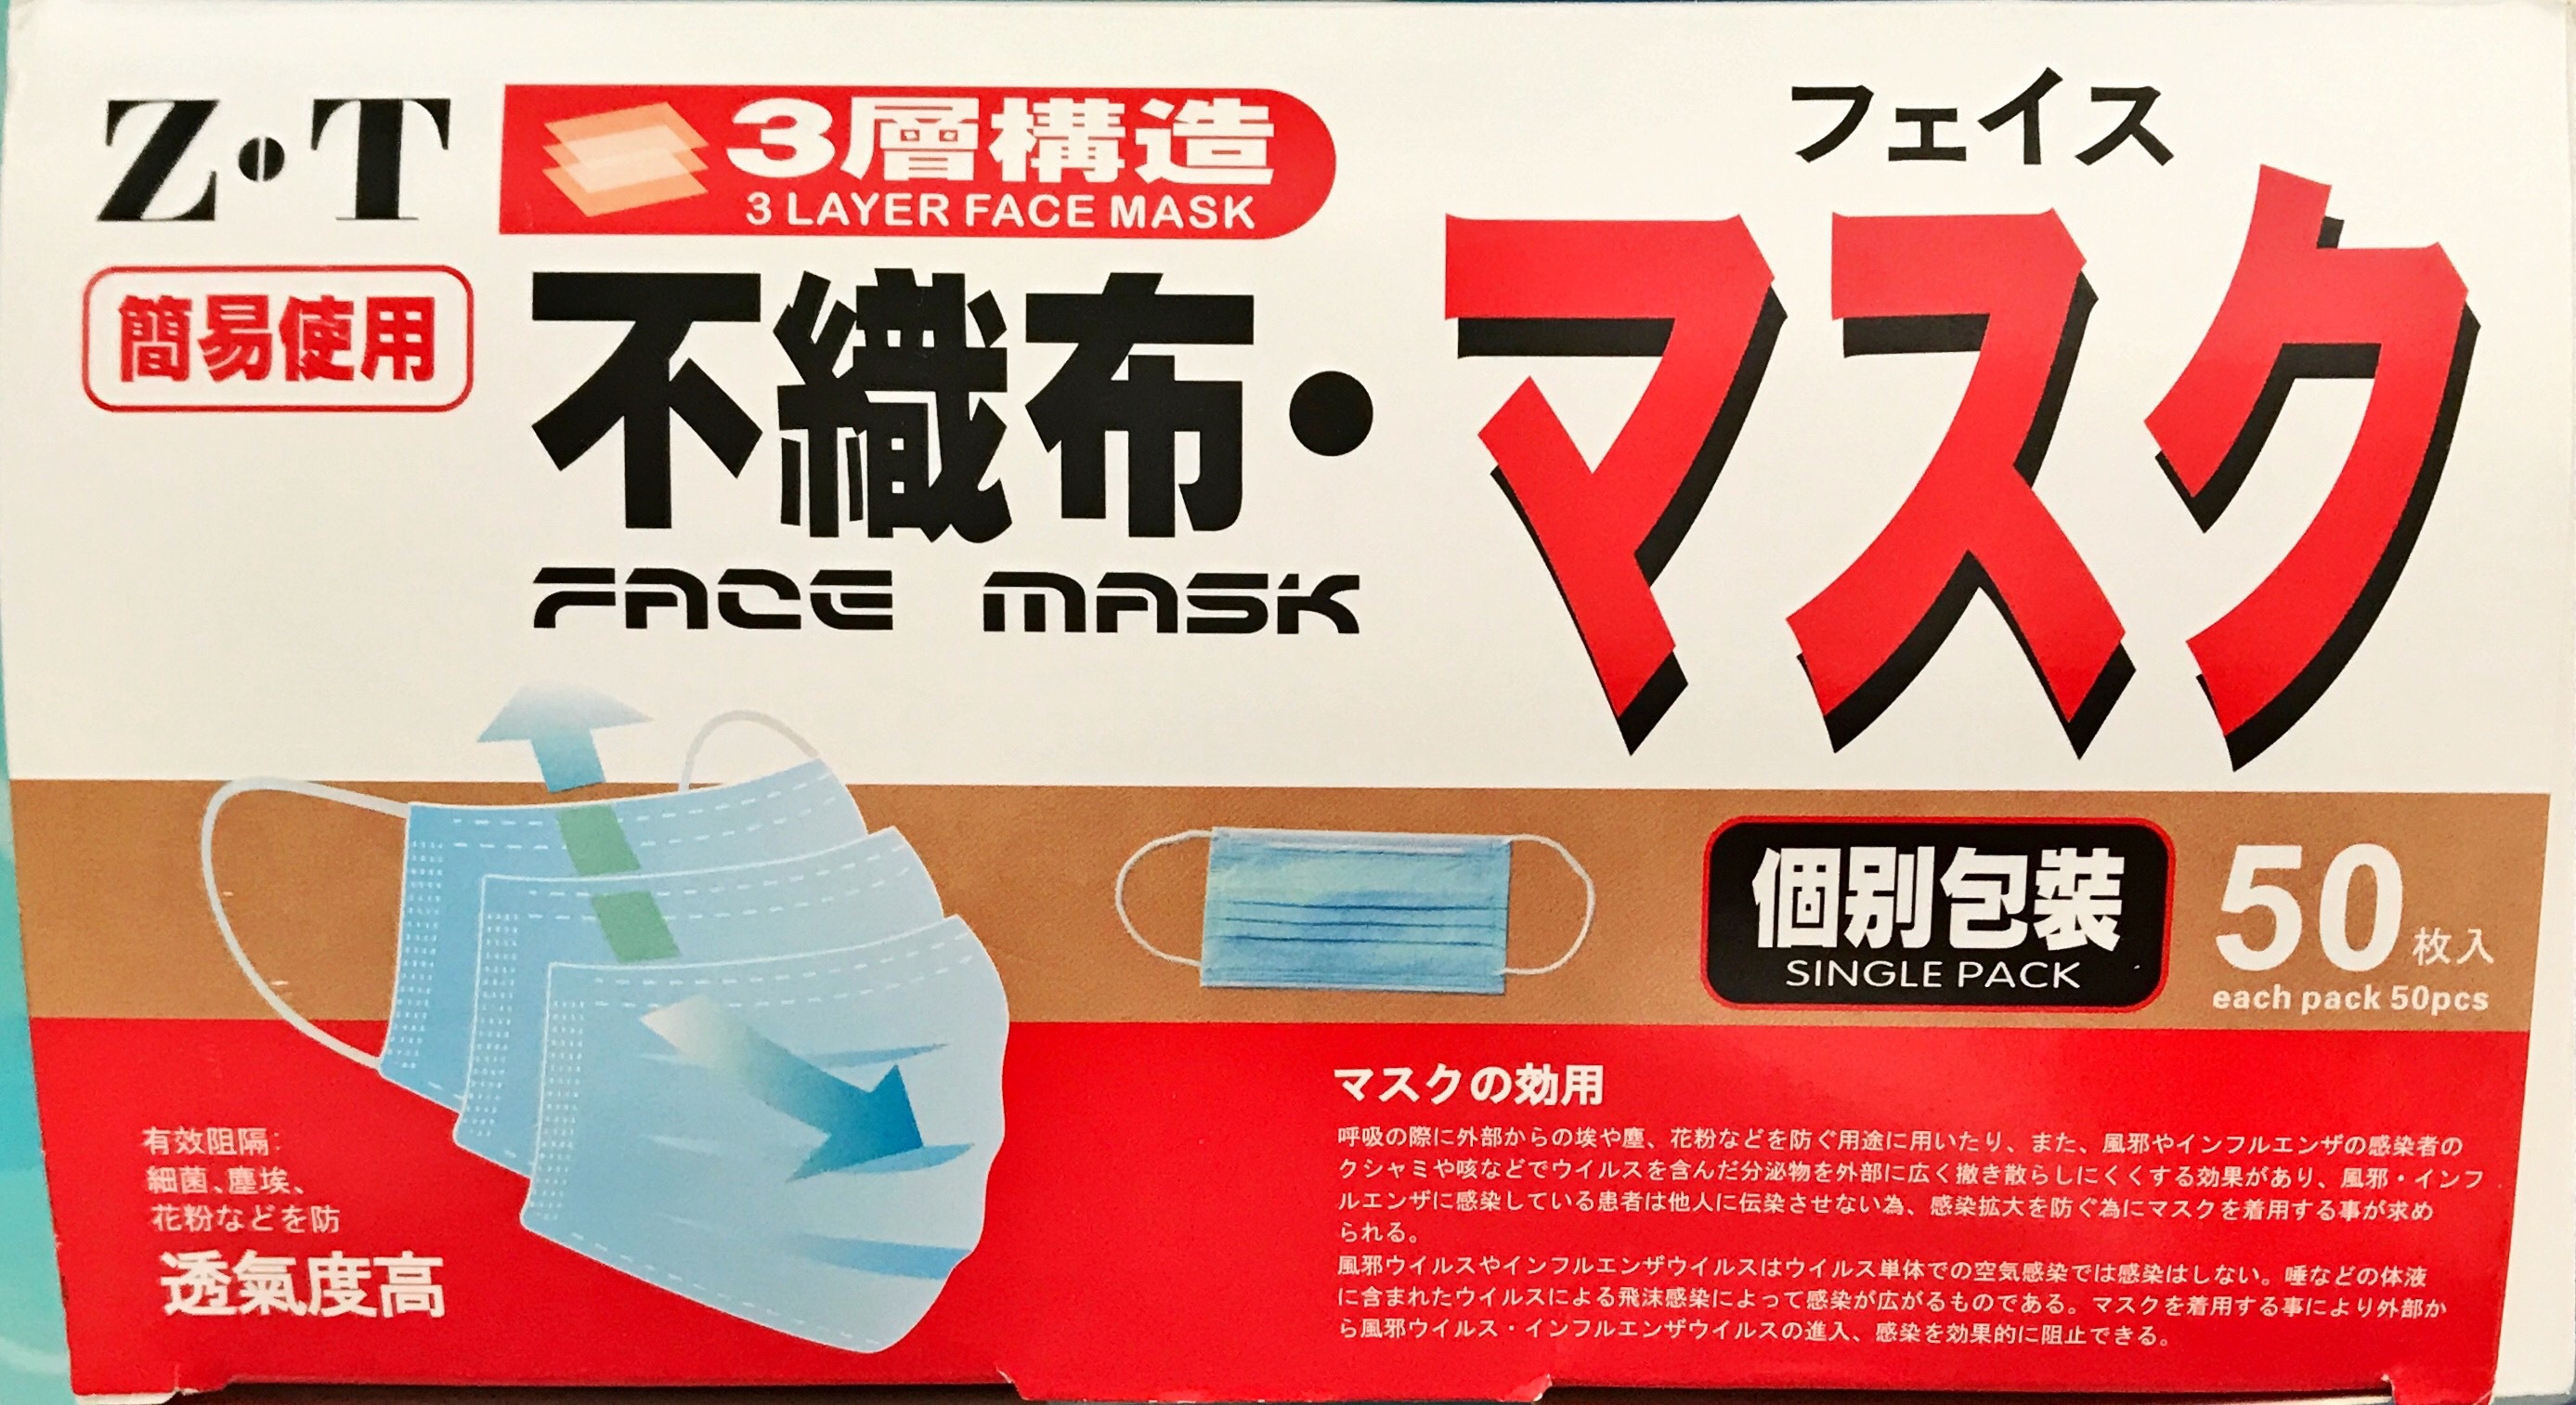 Z·T
3層構造
3 LAYER FACE MASK
簡易使用
フェイス
不織布・マスク
FACE MASK
個别包裝
SINGLE PACK
50枚入
each pack 50pcs
有效阻隔:
細菌、塵埃、
花粉などを防
透氣度高
マスクの効用
呼吸の際に外部からの埃や塵、花粉などを防ぐ用途に用いたり、また、風邪やインフルエンザの感染者の
クシャミや咳などでウイルスを含んだ分泌物を外部に広く撤き散らしにくくする効果があり、風邪・インフ
ルエンザに感染している患者は他人に伝染させない為、感染拡大を防ぐ為にマスクを着用する事が求め
られる。
風邪ウイルスやインフルエンザウイルスはウイルス単体での空気感染では感染はしない。唾などの体液
に含まれたウイルスによる飛沫感染によって感染が広がるものである。マスクを着用する事により外部か
ら風邪ウイルス・インフルエンザウイルスの進入、感染を効果的に阻止できる。